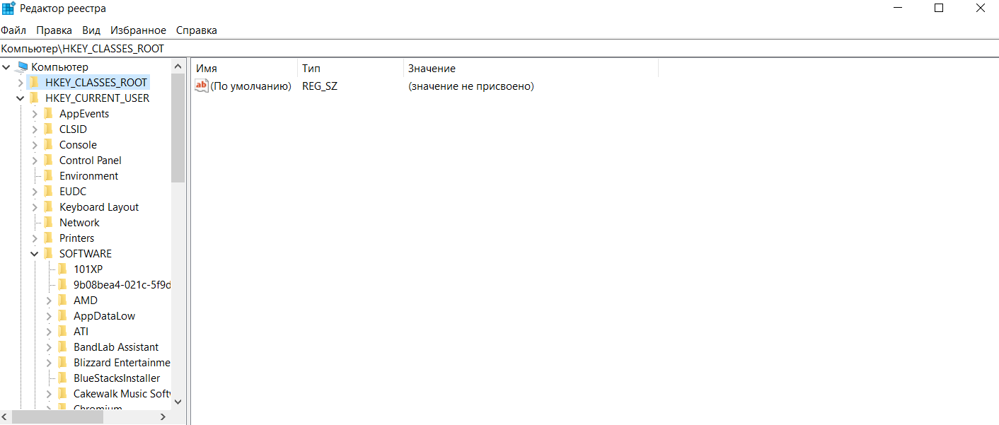 Редактор реестра
Файл Правка Вид Избранное Справка
Компьютер\HKEY_CLASSES_ROOT
Компьютер
HKEY_CLASSES_ROOT
HKEY_CURRENT_USER
AppEvents
CLSID
Console
Control Panel
Environment
EUDC
Keyboard Layout
Network
Printers
SOFTWARE
101XP
9b08bea4-021c-5f9d
AMD
AppDataLow
ATI
BandLab Assistant
Blizzard Entertainme
BlueStacksInstaller
Cakewalk Music Softw
Chromium
Имя Тип Значение
ab (По умолчанию) REG_SZ (значение не присвоено)